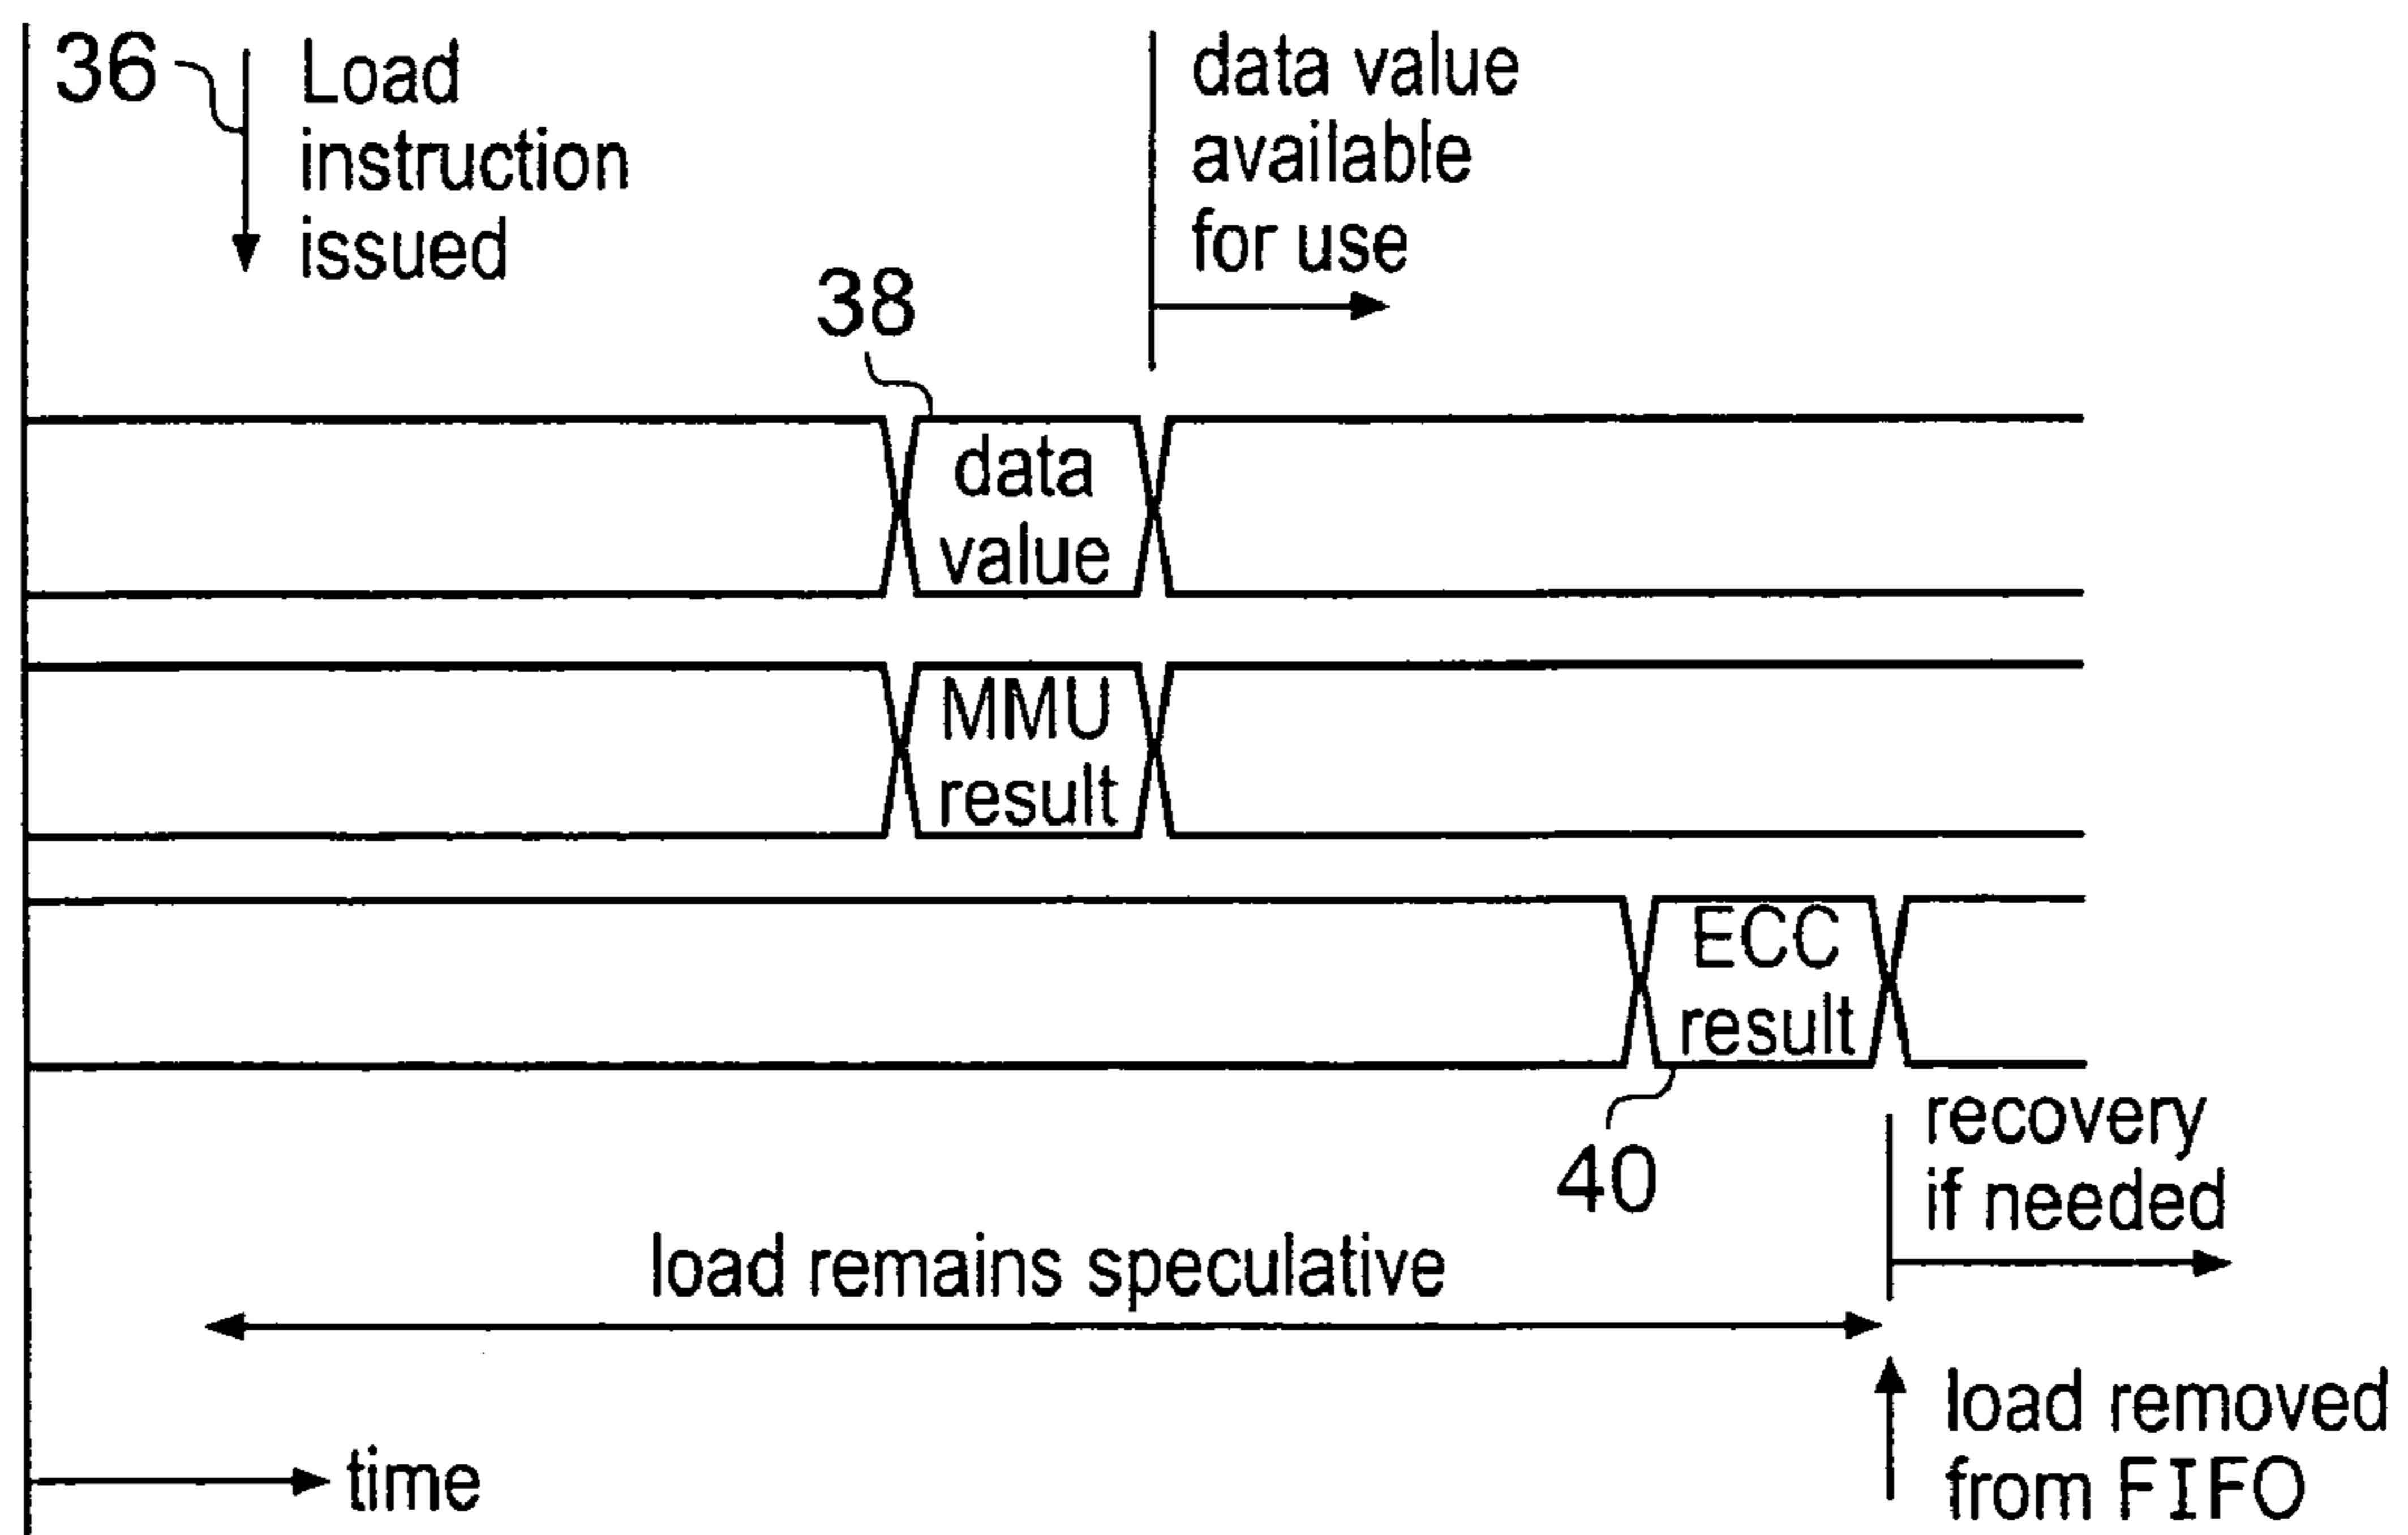 36
Load
instruction
issued
data value
available
for use
38
data
value
MMU
result
ECC
result
40
recovery
if needed
load remains speculative
load removed
from FIFO
time